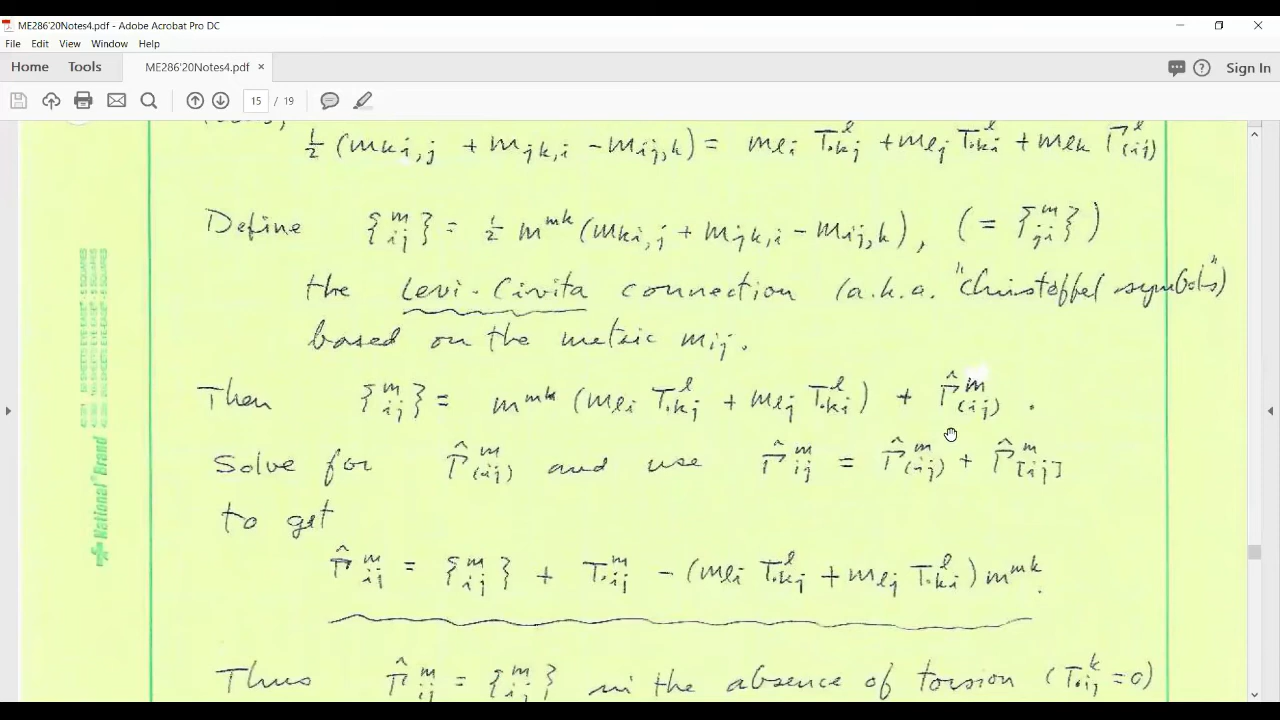 ME286'20Notes4.pdf - Adobe Acrobat Pro DC
File Edit View Window Help
Home Tools ME286'20Notes4.pdf × Sign In
15 / 19
½ (m_{ki,j} + m_{jk,i} − m_{ij,k}) = m_{li} T^l_{.kj} + m_{lj} T^l_{.ki} + m_{lk} Γ̂^l_{(ij)}
Define {^m_{ij}} = ½ m^{mk} (m_{ki,j} + m_{jk,i} − m_{ij,k}), (= {^m_{ji}})
the Levi-Civita connection (a.k.a. "Christoffel symbols")
based on the metric m_{ij}.
Then {^m_{ij}} = m^{mk} (m_{li} T^l_{.kj} + m_{lj} T^l_{.ki}) + Γ̂^m_{(ij)} .
Solve for Γ̂^m_{(ij)} and use Γ̂^m_{ij} = Γ̂^m_{(ij)} + Γ̂^m_{[ij]}
to get
Γ̂^m_{ij} = {^m_{ij}} + T^m_{.ij} − (m_{li} T^l_{.kj} + m_{lj} T^l_{.ki}) m^{mk}.
Thus Γ̂^m_{ij} = {^m_{ij}} in the absence of torsion (T^k_{.ij} = 0)
National® Brand